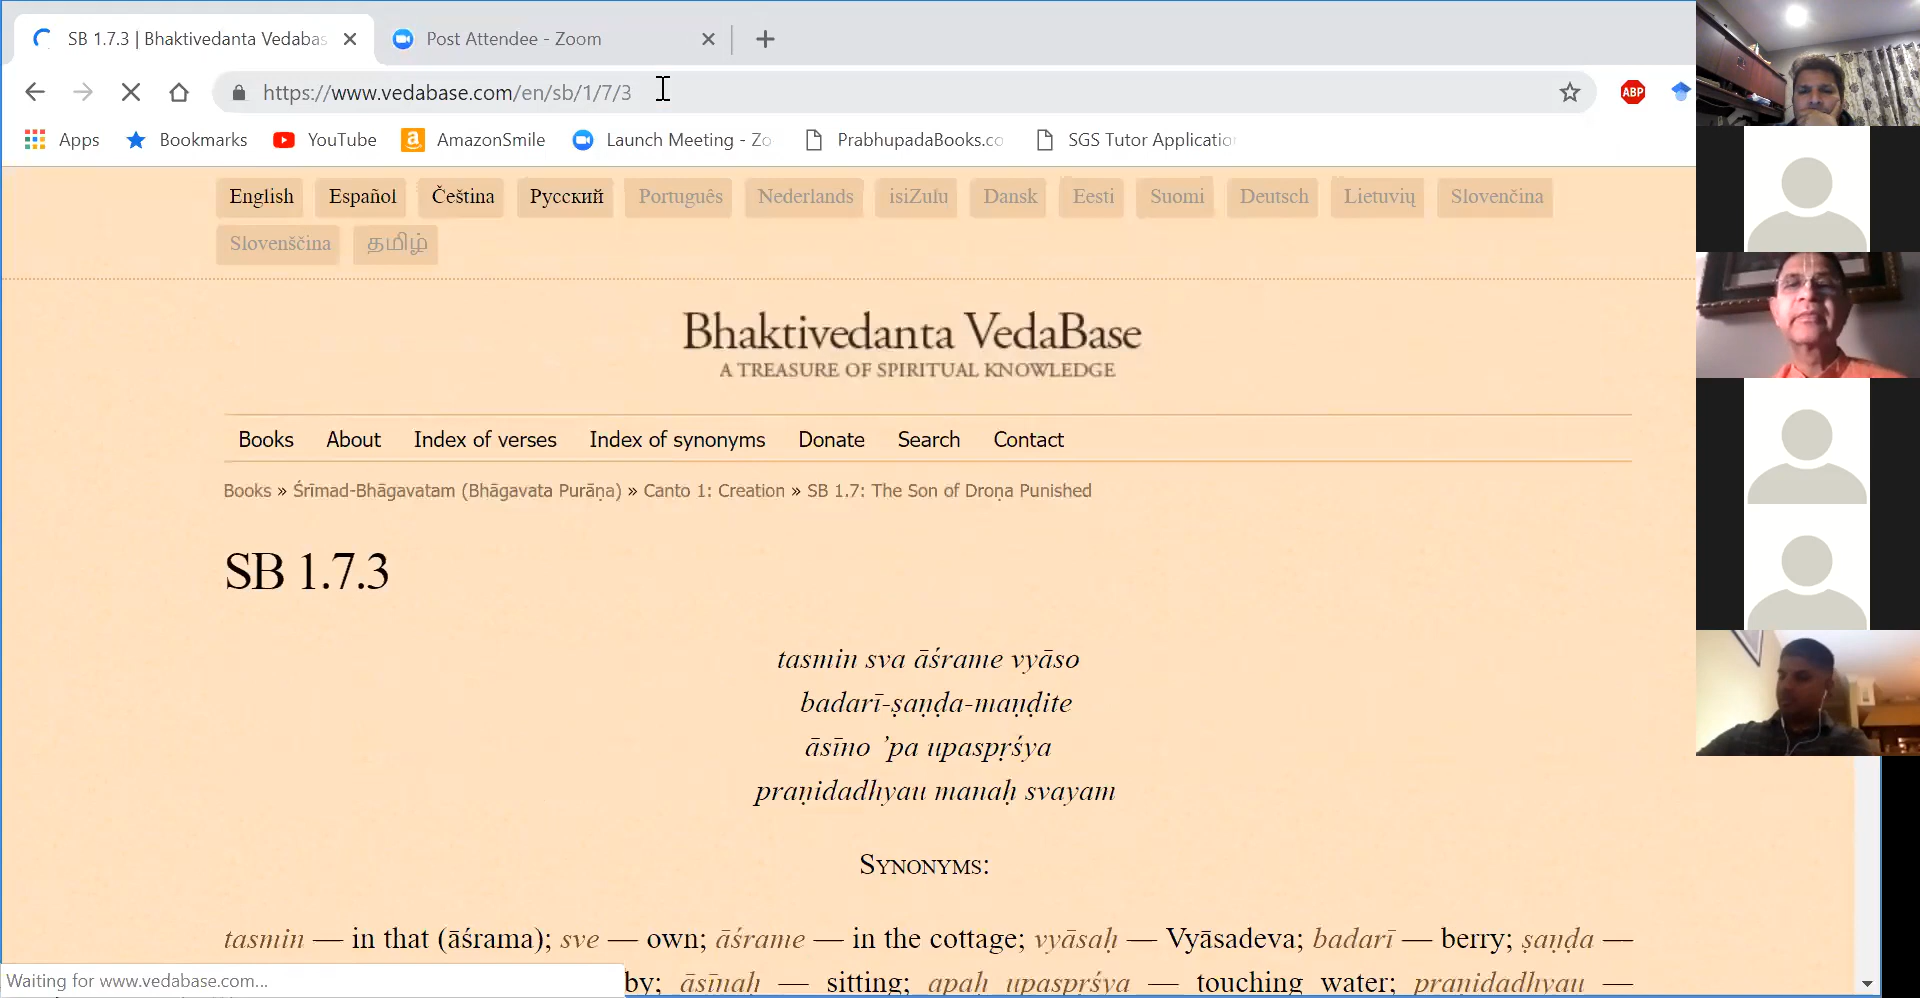 SB 1.7.3 | Bhaktivedanta Vedabas
Post Attendee - Zoom
https://www.vedabase.com/en/sb/1/7/3
ABP
Apps Bookmarks YouTube AmazonSmile Launch Meeting - Zo PrabhupadaBooks.co SGS Tutor Applicatio
English Español Čeština Русский Português Nederlands isiZulu Dansk Eesti Suomi Deutsch Lietuvių Slovenčina
Slovenščina தமிழ்
Bhaktivedanta VedaBase
A TREASURE OF SPIRITUAL KNOWLEDGE
Books About Index of verses Index of synonyms Donate Search Contact
Books » Śrīmad-Bhāgavatam (Bhāgavata Purāṇa) » Canto 1: Creation » SB 1.7: The Son of Droṇa Punished
SB 1.7.3
tasmin sva āśrame vyāso
badarī-ṣaṇḍa-maṇḍite
āsīno ’pa upaspṛśya
praṇidadhyau manaḥ svayam
SYNONYMS:
tasmin — in that (āśrama); sve — own; āśrame — in the cottage; vyāsaḥ — Vyāsadeva; badarī — berry; ṣaṇḍa —
by; āsīnaḥ — sitting; apaḥ upaspṛśya — touching water; praṇidadhyau —
Waiting for www.vedabase.com...